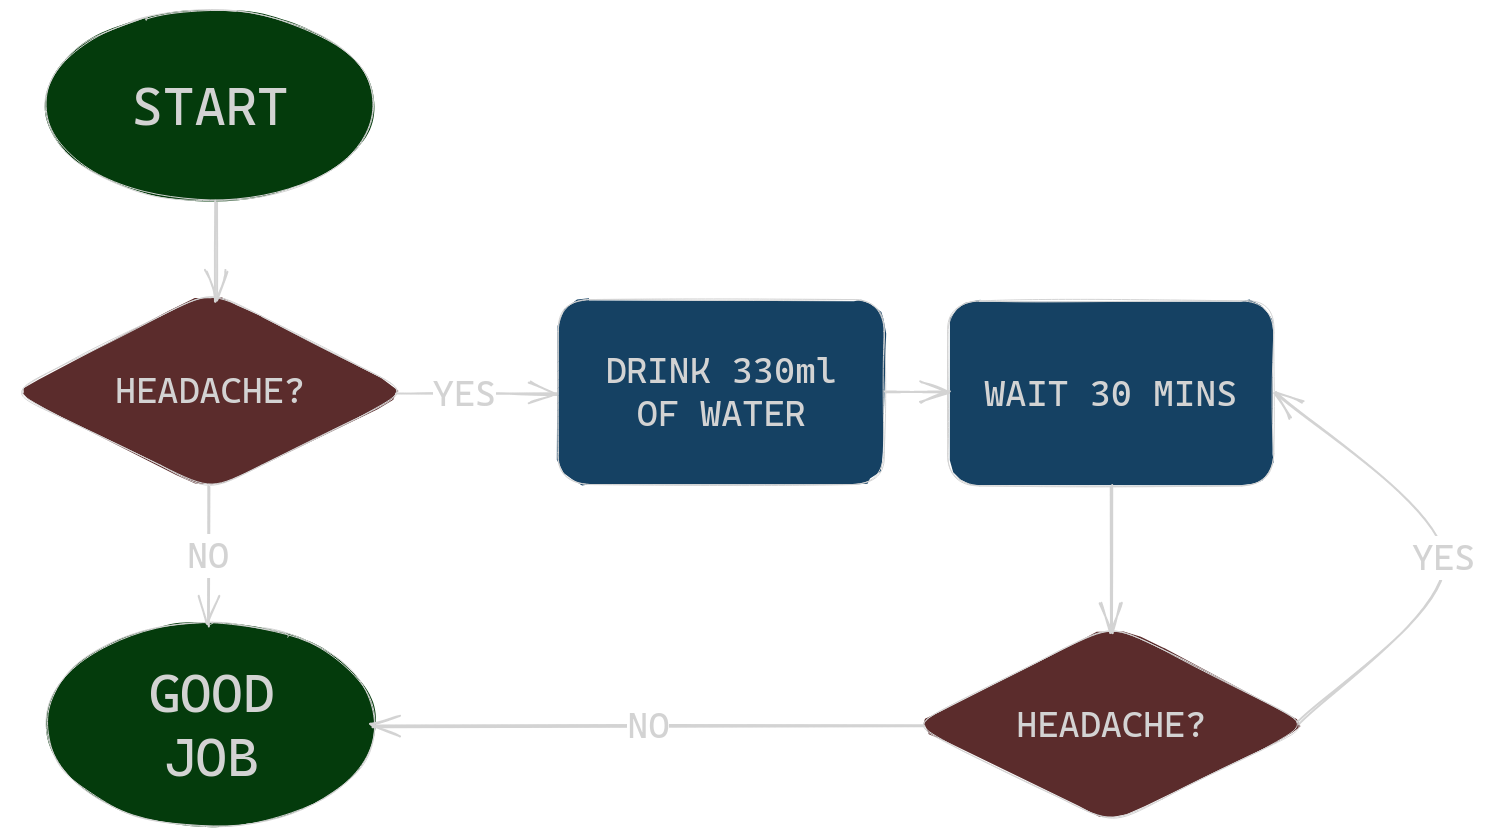 START
HEADACHE?
YES
DRINK 330ml
OF WATER
WAIT 30 MINS
NO
YES
GOOD
JOB
NO
HEADACHE?